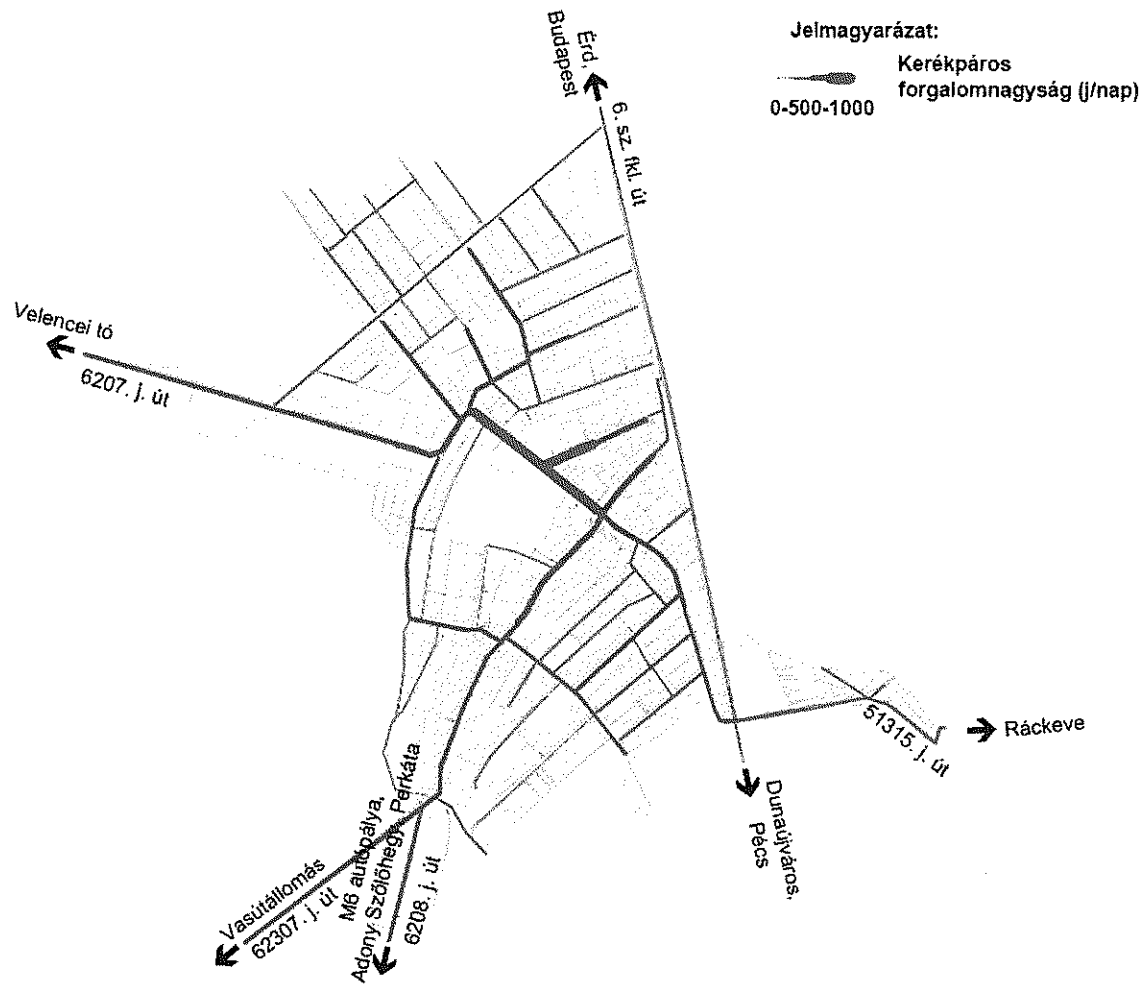 Jelmagyarázat:
Kerékpáros
forgalomnagyság (j/nap)
0-500-1000
Érd,
Budapest
6. sz. fkl. út
Velencei tó
6207. j. út
51315. j. út
Ráckeve
Dunaújváros,
Pécs
Vasútállomás
62307. j. út
M6 autópálya,
Adony Szőlőhegy, Perkáta
6208. j. út